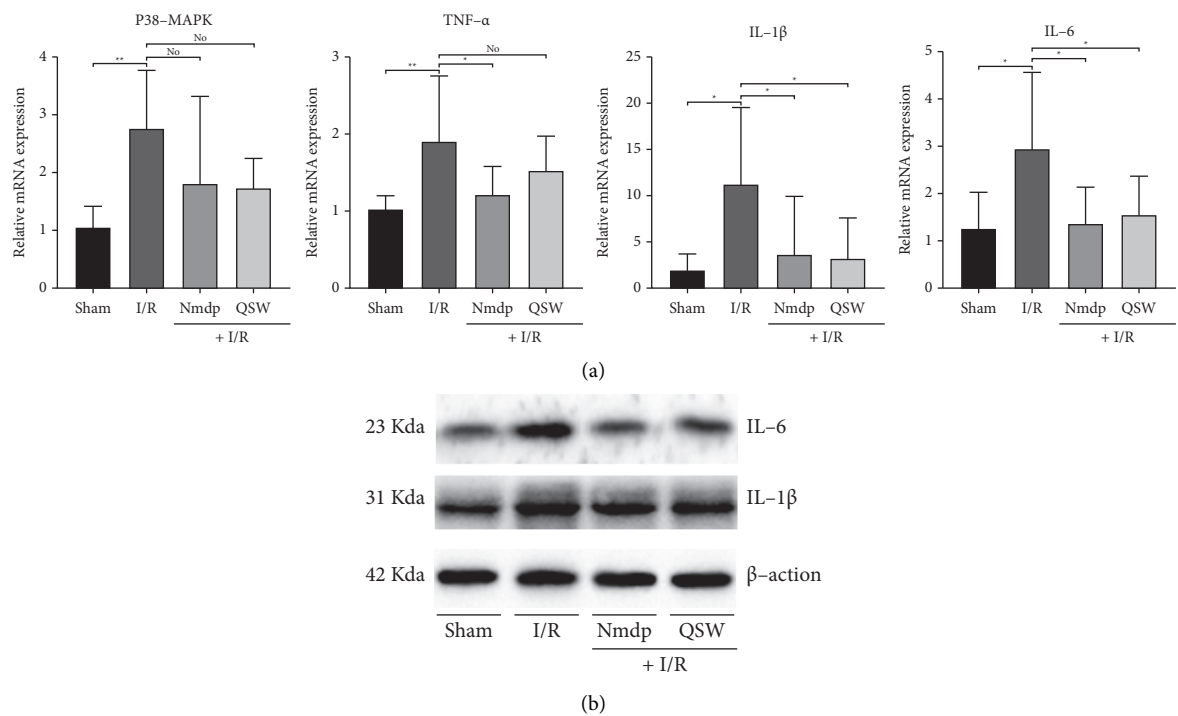 P38–MAPK
Relative mRNA expression
4
3
2
1
0
**
No
No
Sham I/R Nmdp QSW
+ I/R
TNF–α
Relative mRNA expression
3
2
1
0
**
*
No
Sham I/R Nmdp QSW
+ I/R
IL–1β
Relative mRNA expression
25
20
15
10
5
0
*
*
*
Sham I/R Nmdp QSW
+ I/R
IL–6
Relative mRNA expression
5
4
3
2
1
0
*
*
*
Sham I/R Nmdp QSW
+ I/R
(a)
23 Kda IL–6
31 Kda IL–1β
42 Kda β–action
Sham I/R Nmdp QSW
+ I/R
(b)